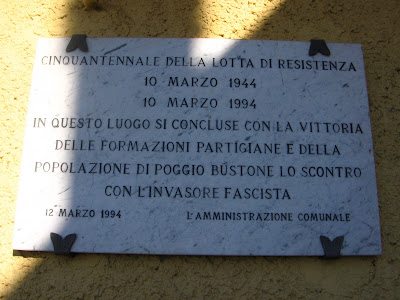 CINQUANTENNALE DELLA LOTTA DI RESISTENZA
10 MARZO 1944
10 MARZO 1994
IN QUESTO LUOGO SI CONCLUSE CON LA VITTORIA
DELLE FORMAZIONI PARTIGIANE E DELLA
POPOLAZIONE DI POGGIO BUSTONE LO SCONTRO
CON L'INVASORE FASCISTA
12 MARZO 1994 L'AMMINISTRAZIONE COMUNALE